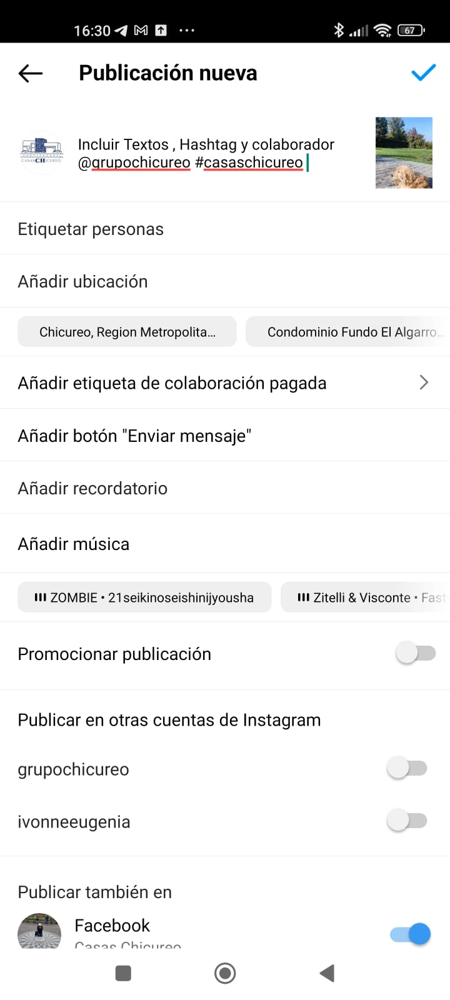 16:30
67
Publicación nueva
CASASCHICUREO
Incluir Textos , Hashtag y colaborador
@grupochicureo #casaschicureo
Etiquetar personas
Añadir ubicación
Chicureo, Region Metropolita...
Condominio Fundo El Algarro...
Añadir etiqueta de colaboración pagada
Añadir botón "Enviar mensaje"
Añadir recordatorio
Añadir música
ZOMBIE • 21seikinoseishinijyousha
Zitelli & Visconte • Fast
Promocionar publicación
Publicar en otras cuentas de Instagram
grupochicureo
ivonneeugenia
Publicar también en
Facebook
Casas Chicureo